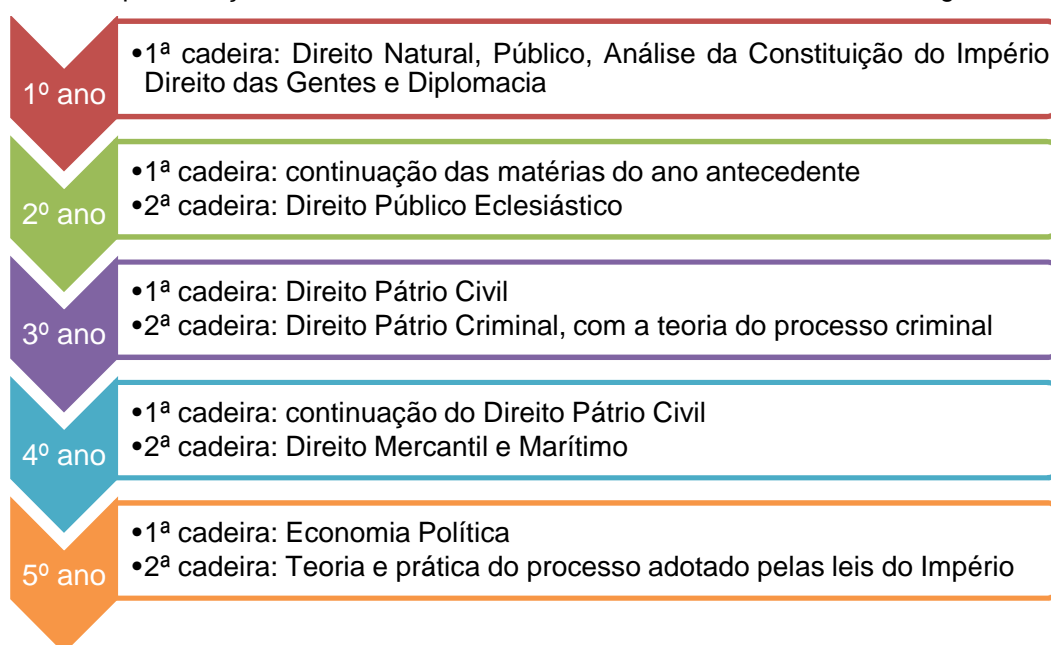 1º ano
•1ª cadeira: Direito Natural, Público, Análise da Constituição do Império
Direito das Gentes e Diplomacia
2º ano
•1ª cadeira: continuação das matérias do ano antecedente
•2ª cadeira: Direito Público Eclesiástico
3º ano
•1ª cadeira: Direito Pátrio Civil
•2ª cadeira: Direito Pátrio Criminal, com a teoria do processo criminal
4º ano
•1ª cadeira: continuação do Direito Pátrio Civil
•2ª cadeira: Direito Mercantil e Marítimo
5º ano
•1ª cadeira: Economia Política
•2ª cadeira: Teoria e prática do processo adotado pelas leis do Império